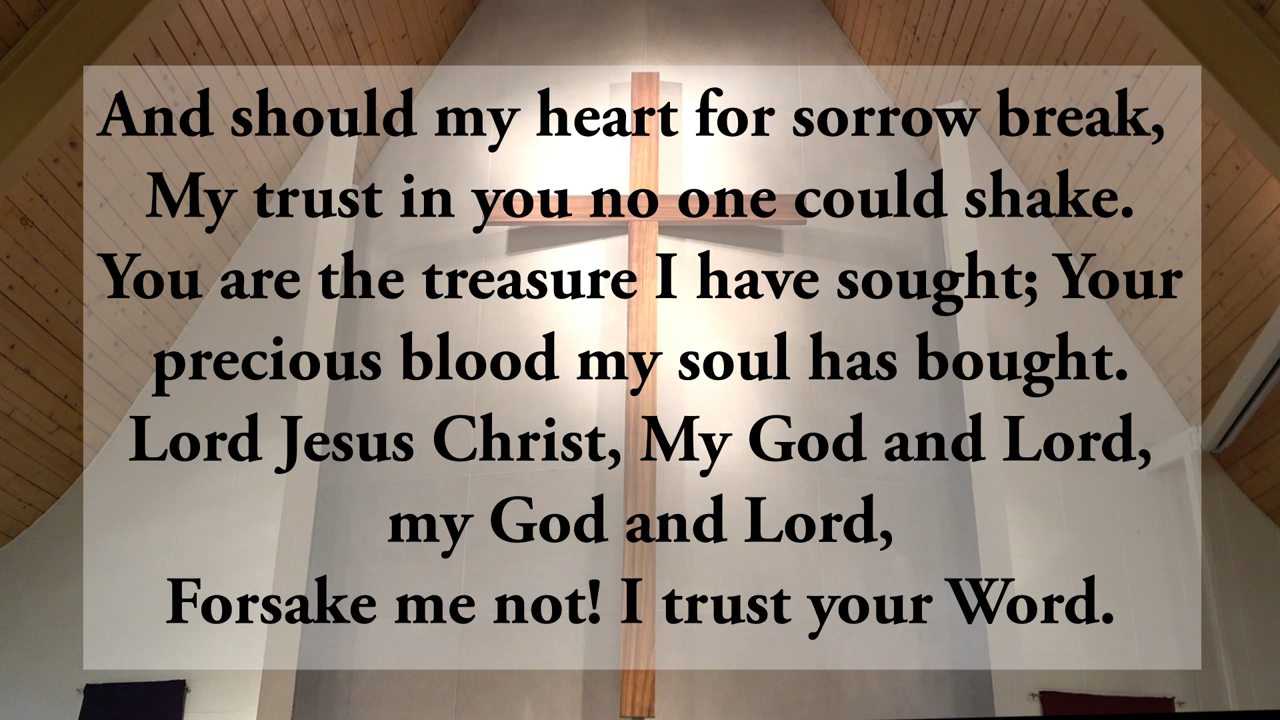 And should my heart for sorrow break,
My trust in you no one could shake.
You are the treasure I have sought; Your
precious blood my soul has bought.
Lord Jesus Christ, My God and Lord,
my God and Lord,
Forsake me not! I trust your Word.